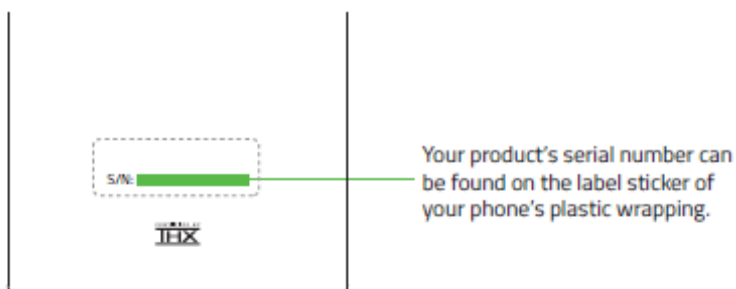 Your product's serial number can
be found on the label sticker of
your phone's plastic wrapping.
S/N:
THX